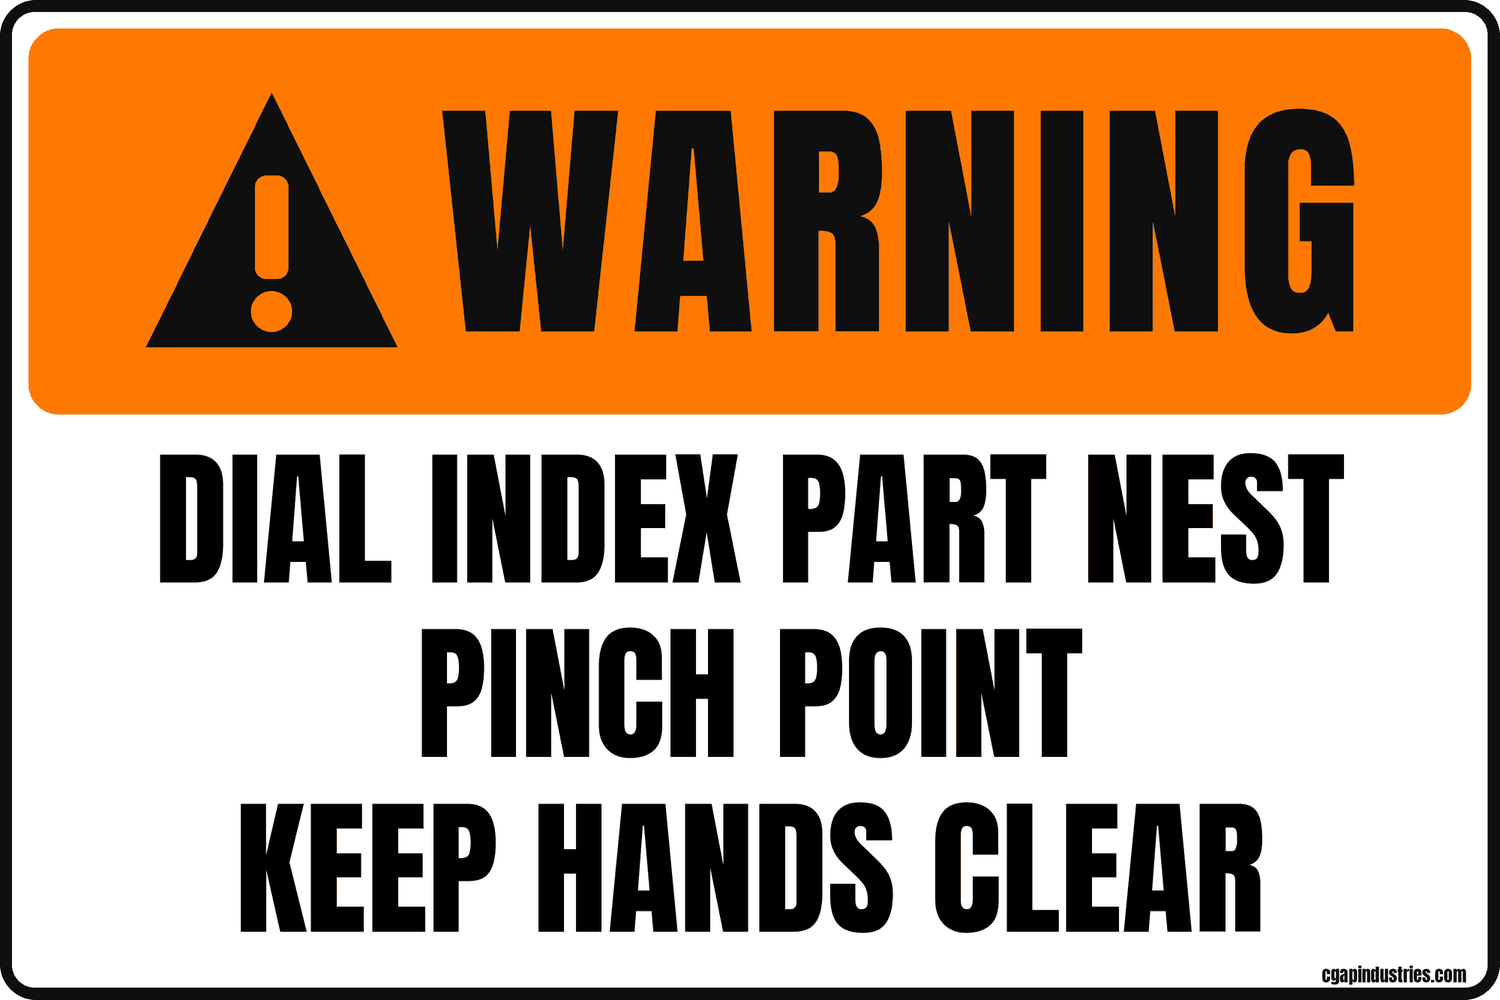 WARNING
DIAL INDEX PART NEST
PINCH POINT
KEEP HANDS CLEAR
cgapindustries.com